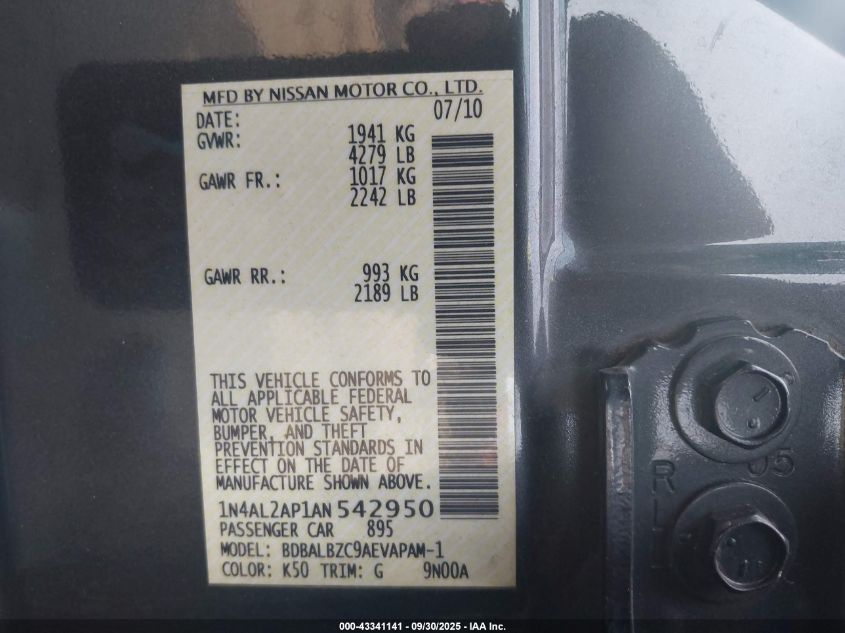 MFD BY NISSAN MOTOR CO., LTD.
DATE: 07/10
GVWR: 1941 KG
4279 LB
GAWR FR.: 1017 KG
2242 LB
GAWR RR.: 993 KG
2189 LB
THIS VEHICLE CONFORMS TO
ALL APPLICABLE FEDERAL
MOTOR VEHICLE SAFETY,
BUMPER, AND THEFT
PREVENTION STANDARDS IN
EFFECT ON THE DATE OF
MANUFACTURE SHOWN ABOVE.
1N4AL2AP1AN542950
PASSENGER CAR 895
MODEL: BDBALBZC9AEVAPAM-1
COLOR: K50 TRIM: G 9N00A
000-43341141 - 09/30/2025 - IAA Inc.